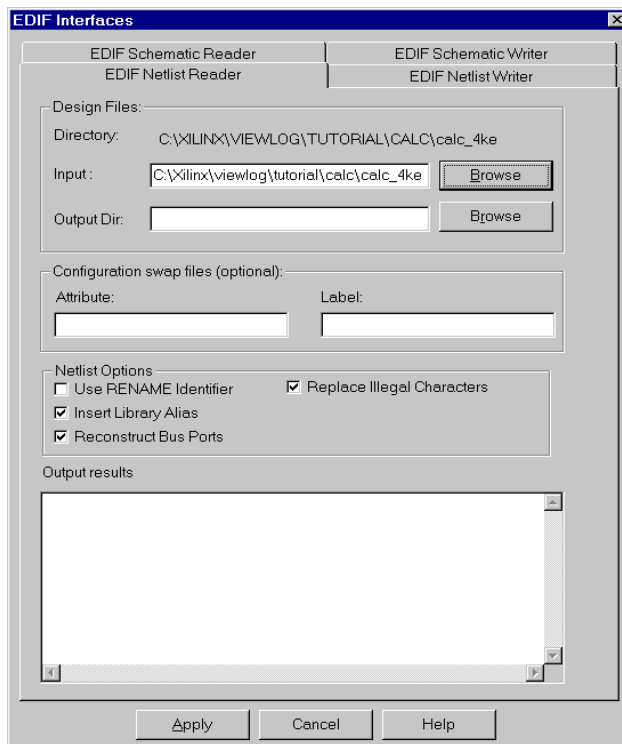 EDIF Interfaces
EDIF Schematic Reader EDIF Schematic Writer
EDIF Netlist Reader EDIF Netlist Writer
Design Files:
Directory: C:\XILINX\VIEWLOG\TUTORIAL\CALC\calc_4ke
Input : C:\Xilinx\viewlog\tutorial\calc\calc_4ke Browse
Output Dir: Browse
Configuration swap files (optional):
Attribute: Label:
Netlist Options
Use RENAME Identifier Replace Illegal Characters
Insert Library Alias
Reconstruct Bus Ports
Output results
Apply Cancel Help